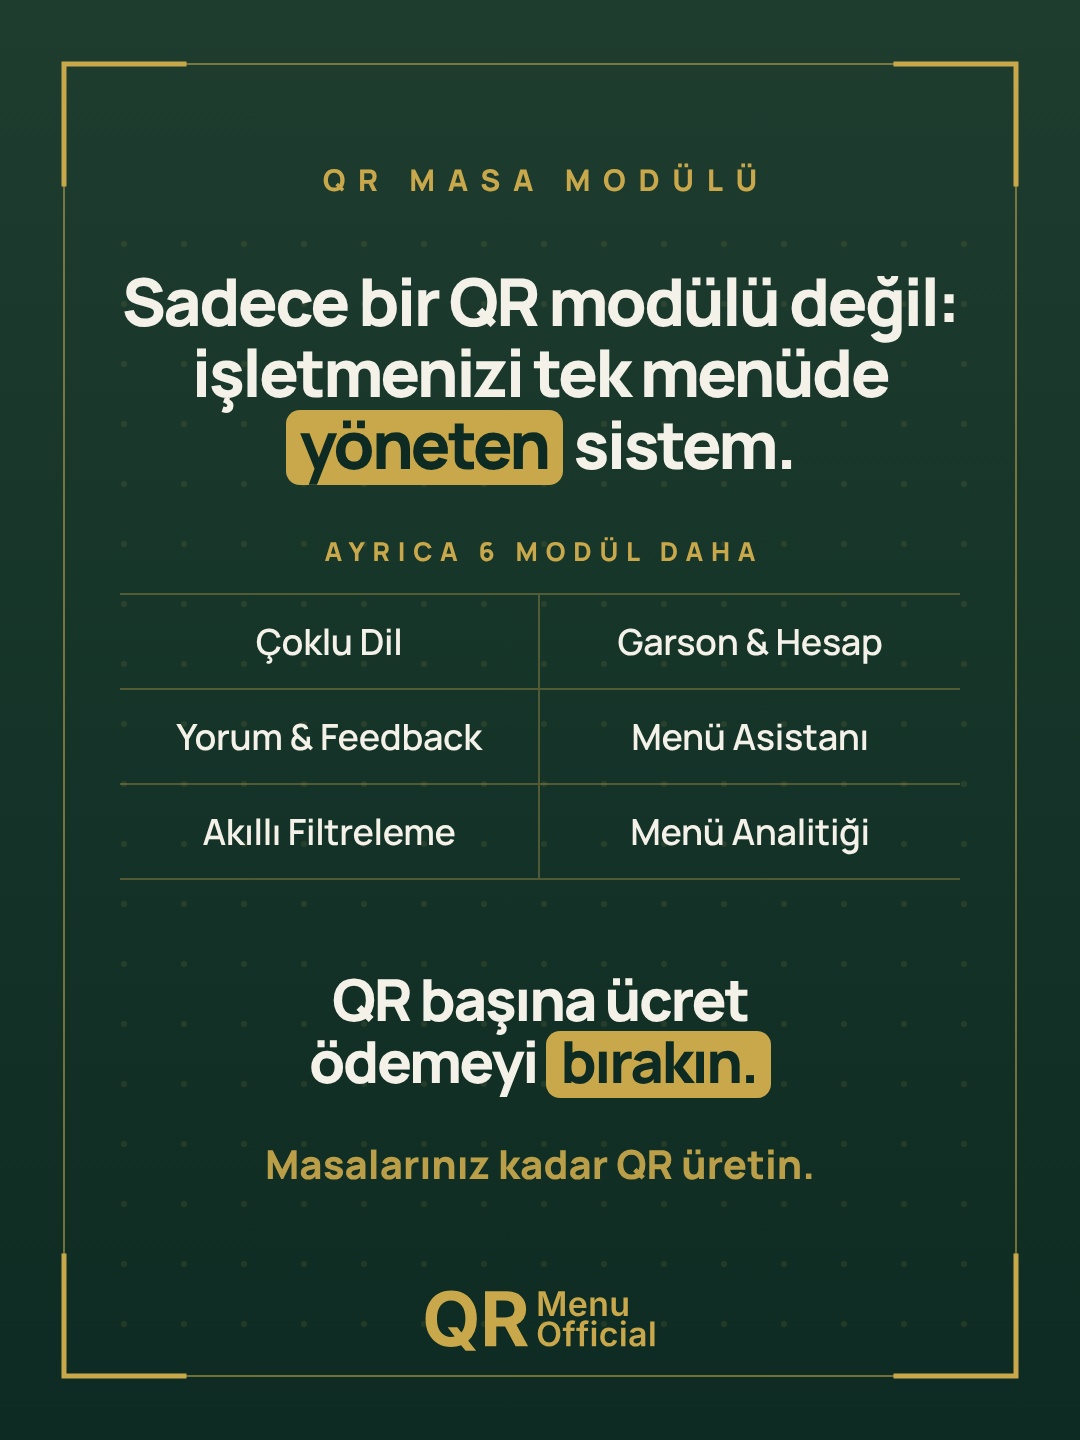 QR MASA MODÜLÜ
Sadece bir QR modülü değil:
işletmenizi tek menüde
yöneten sistem.
AYRICA 6 MODÜL DAHA
Çoklu Dil
Garson & Hesap
Yorum & Feedback
Menü Asistanı
Akıllı Filtreleme
Menü Analitiği
QR başına ücret
ödemeyi bırakın.
Masalarınız kadar QR üretin.
QR Menu
Official